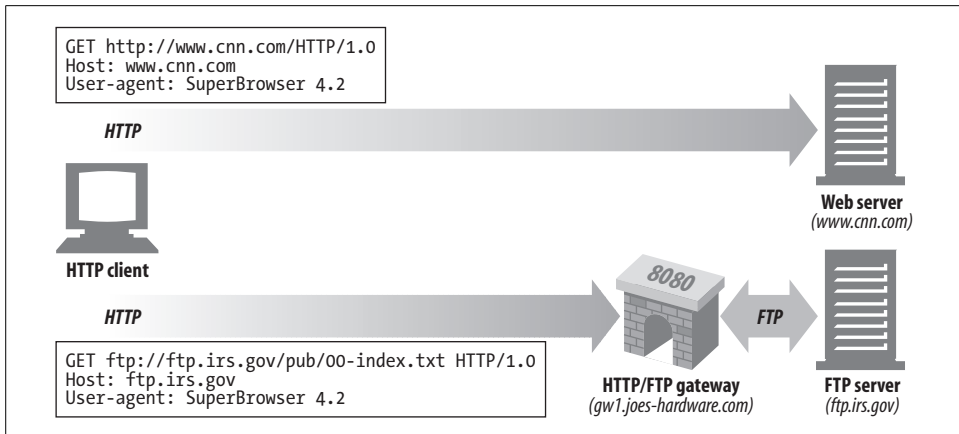 GET http://www.cnn.com/HTTP/1.0
Host: www.cnn.com
User-agent: SuperBrowser 4.2
HTTP
Web server
(www.cnn.com)
HTTP client
8080
HTTP
FTP
GET ftp://ftp.irs.gov/pub/00-index.txt HTTP/1.0
Host: ftp.irs.gov
User-agent: SuperBrowser 4.2
HTTP/FTP gateway
(gw1.joes-hardware.com)
FTP server
(ftp.irs.gov)